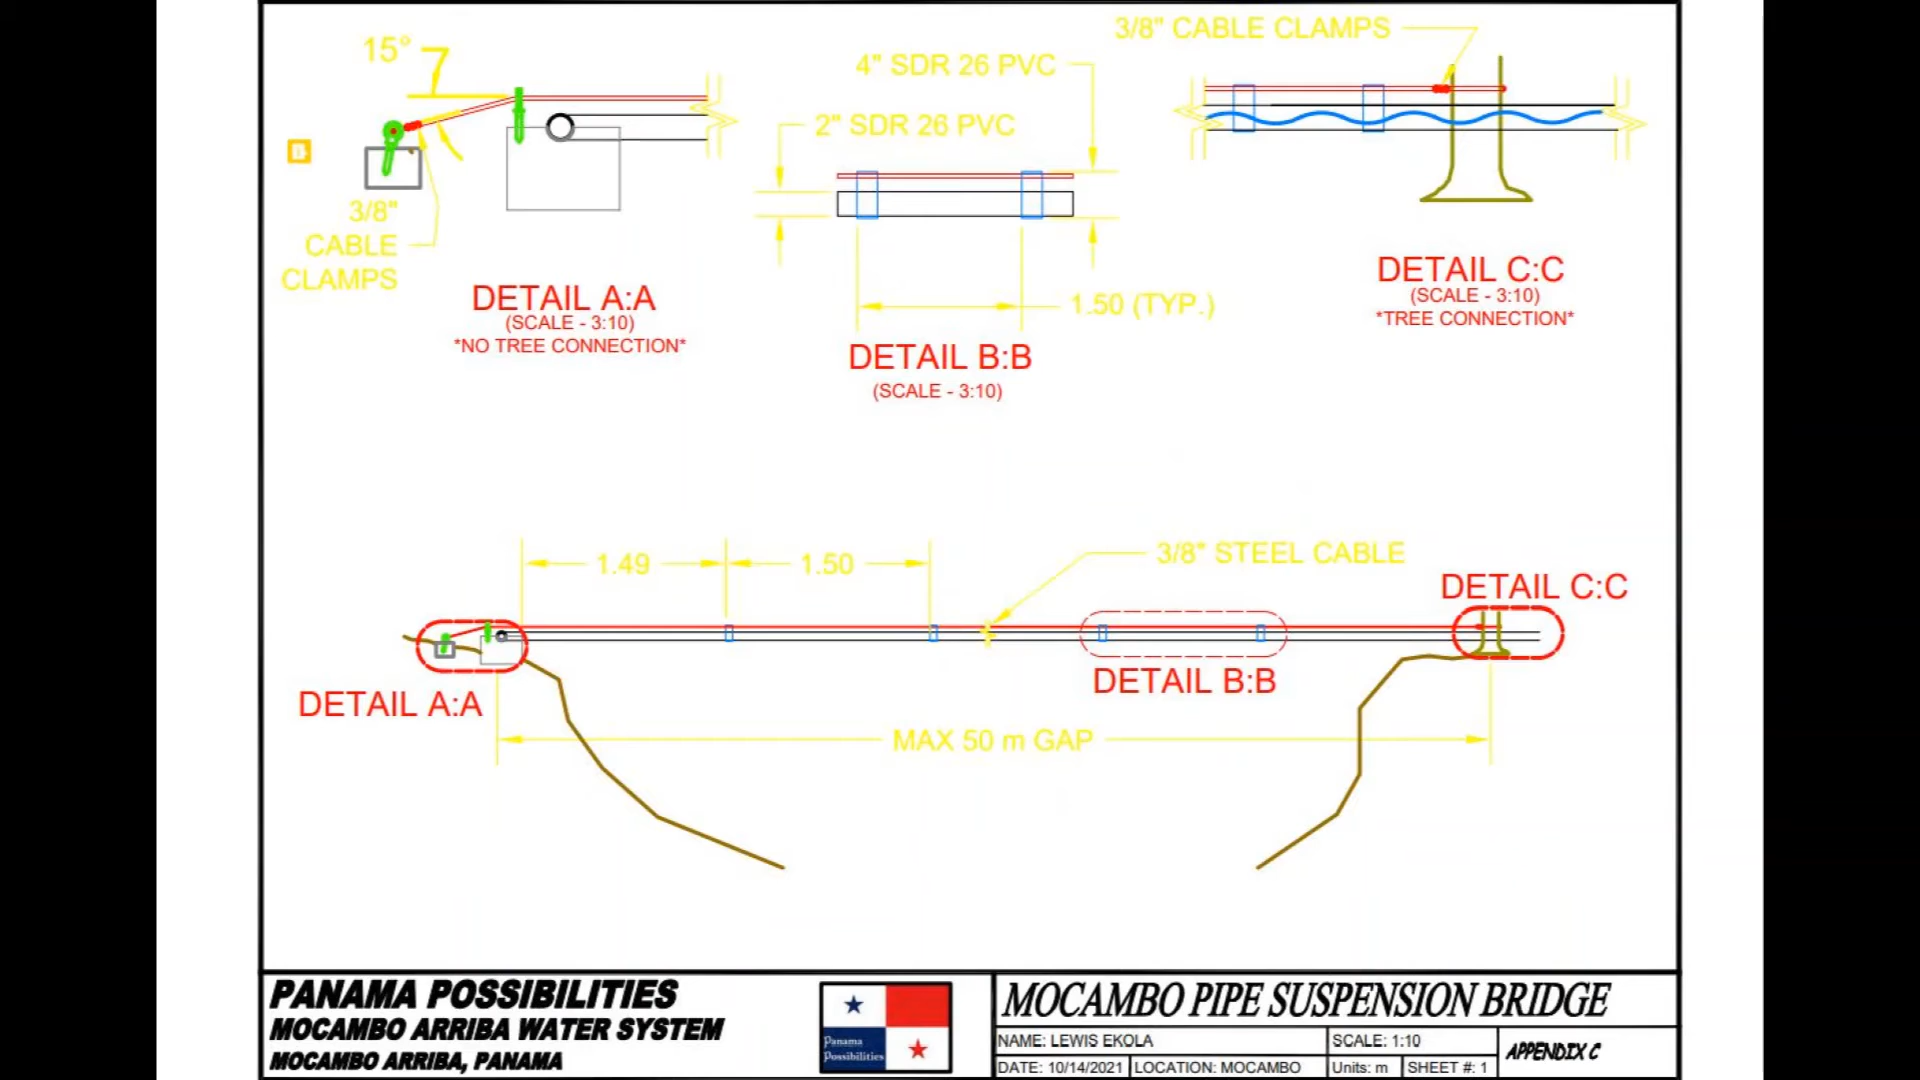 15°
3/8"
CABLE
CLAMPS
DETAIL A:A
(SCALE - 3:10)
*NO TREE CONNECTION*
4" SDR 26 PVC
2" SDR 26 PVC
1.50 (TYP.)
DETAIL B:B
(SCALE - 3:10)
3/8" CABLE CLAMPS
DETAIL C:C
(SCALE - 3:10)
*TREE CONNECTION*
1.49
1.50
3/8" STEEL CABLE
DETAIL C:C
DETAIL A:A
DETAIL B:B
MAX 50 m GAP
PANAMA POSSIBILITIES
MOCAMBO ARRIBA WATER SYSTEM
MOCAMBO ARRIBA, PANAMA
Panama
Possibilities
MOCAMBO PIPE SUSPENSION BRIDGE
NAME: LEWIS EKOLA
SCALE: 1:10
APPENDIX C
DATE: 10/14/2021
LOCATION: MOCAMBO
Units: m
SHEET #: 1